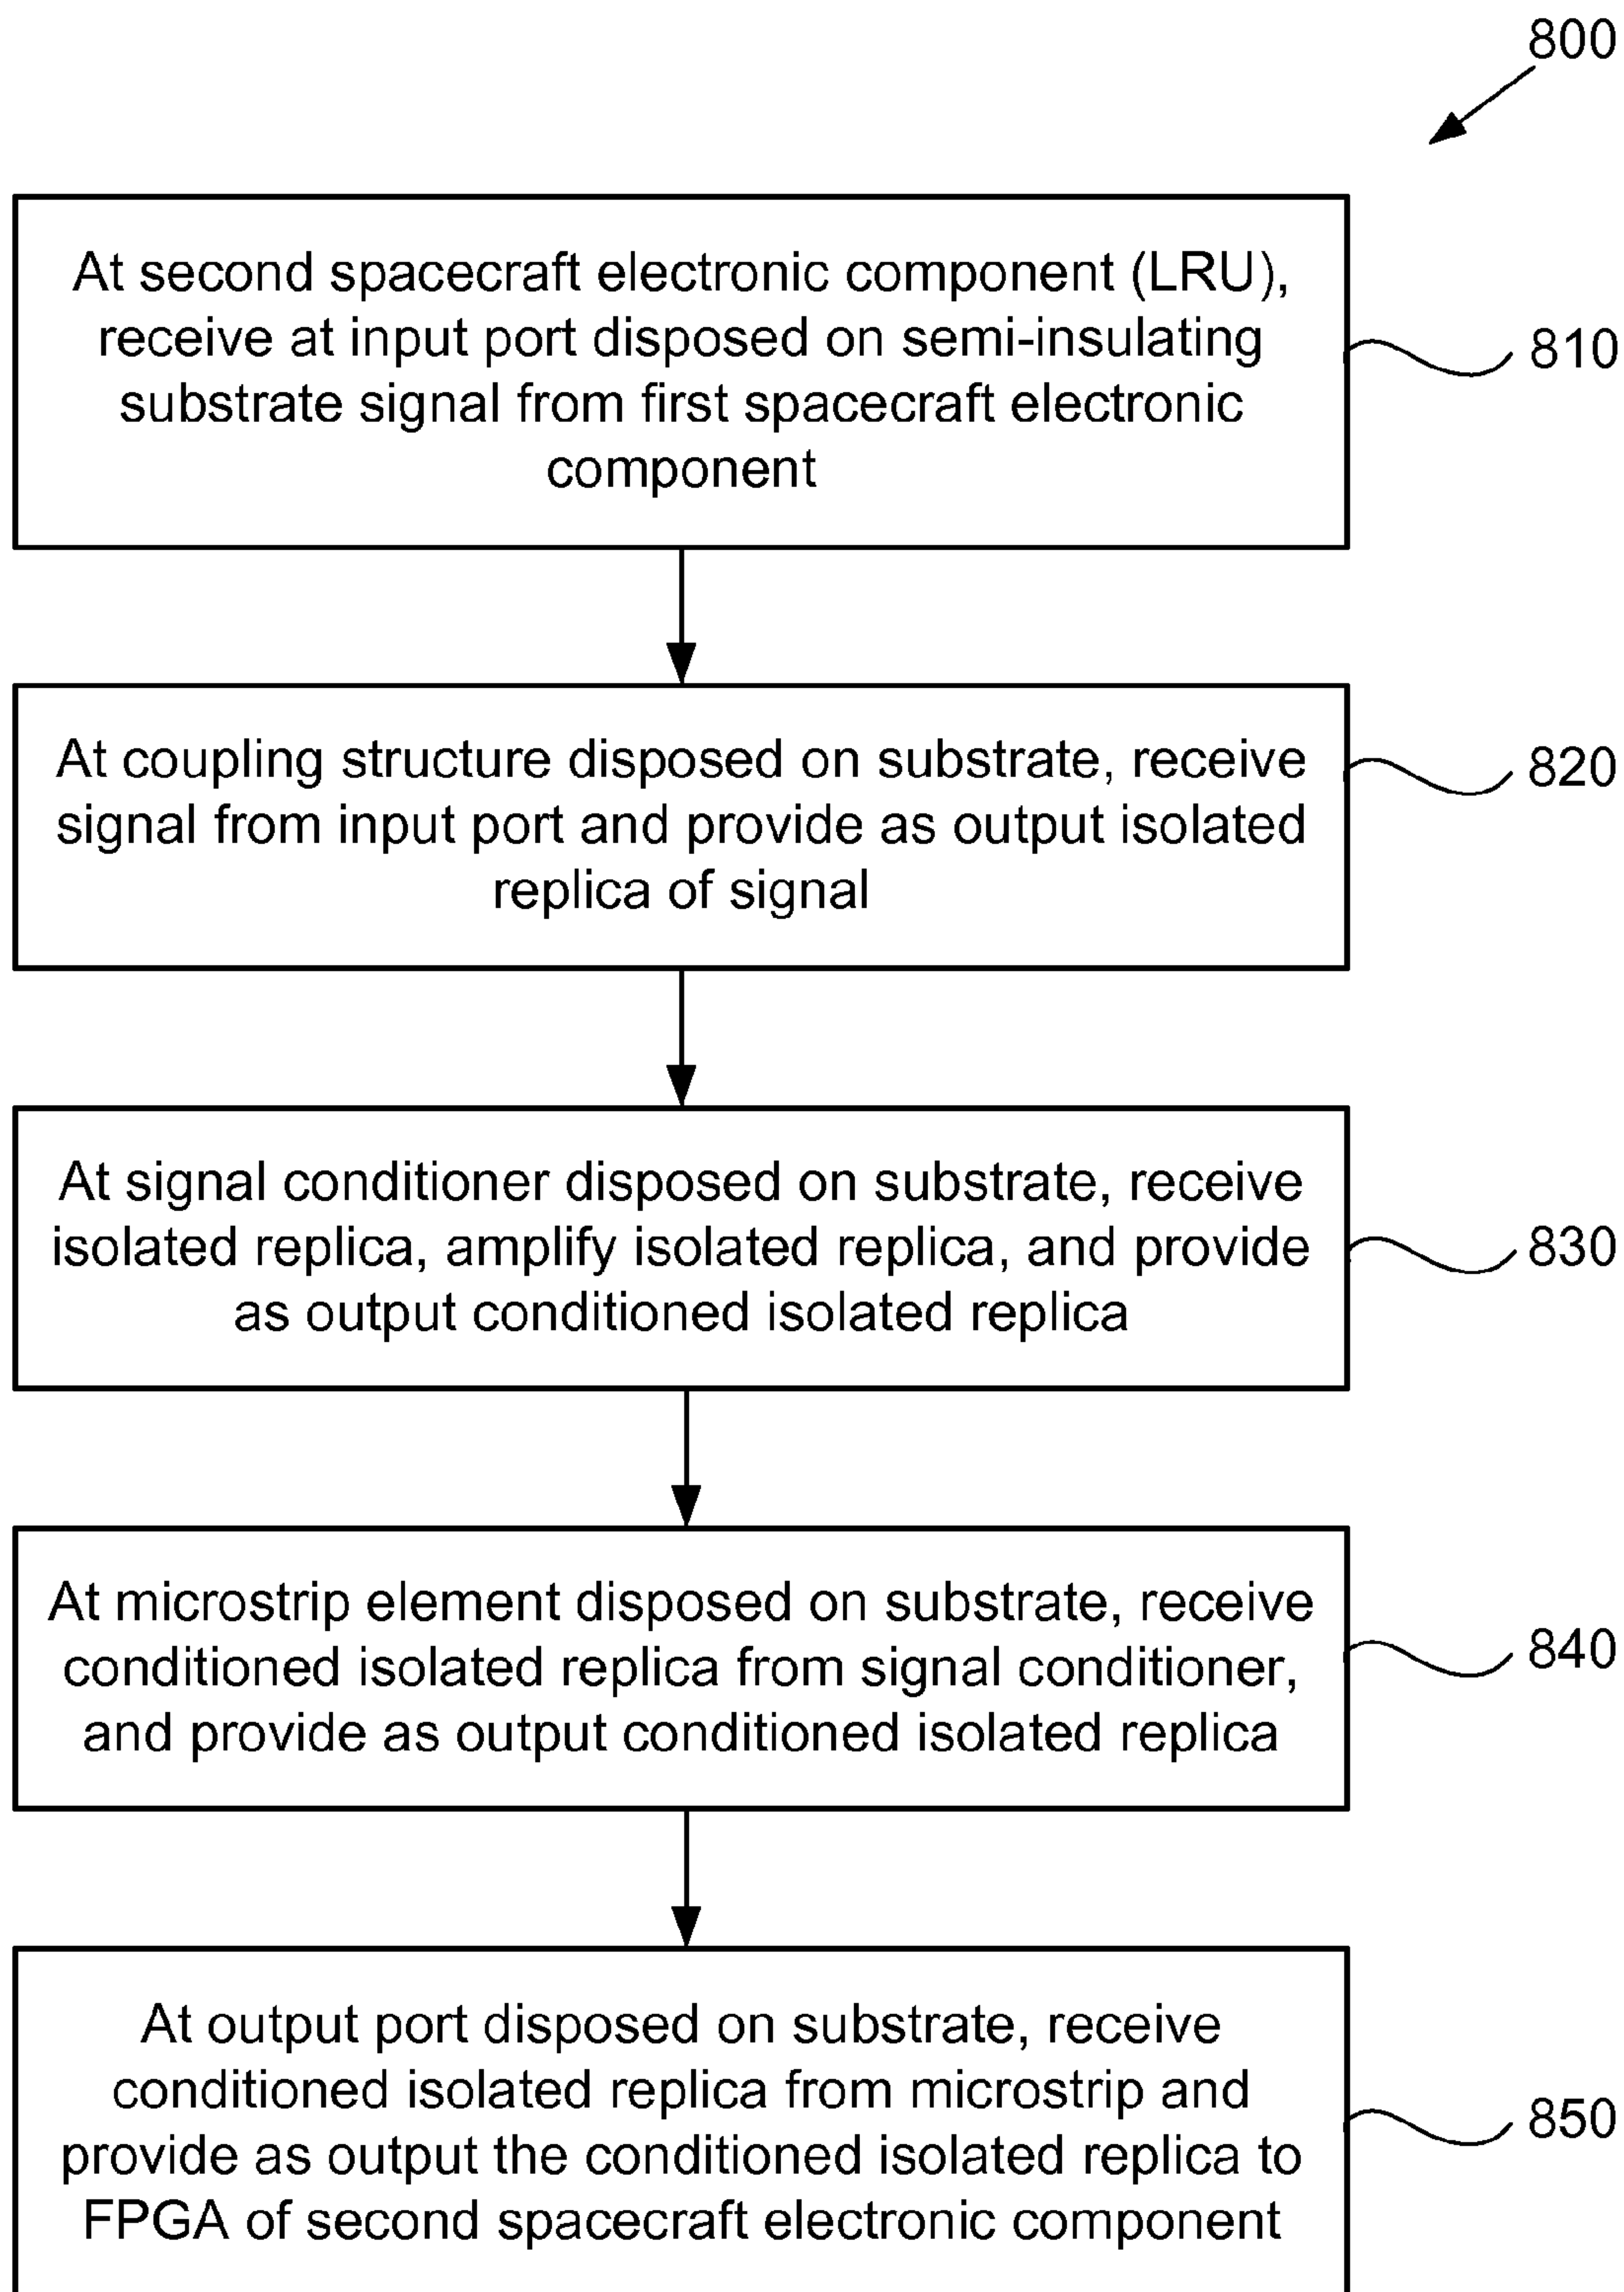 800
At second spacecraft electronic component (LRU),
receive at input port disposed on semi-insulating
substrate signal from first spacecraft electronic
component
810
At coupling structure disposed on substrate, receive
signal from input port and provide as output isolated
replica of signal
820
At signal conditioner disposed on substrate, receive
isolated replica, amplify isolated replica, and provide
as output conditioned isolated replica
830
At microstrip element disposed on substrate, receive
conditioned isolated replica from signal conditioner,
and provide as output conditioned isolated replica
840
At output port disposed on substrate, receive
conditioned isolated replica from microstrip and
provide as output the conditioned isolated replica to
FPGA of second spacecraft electronic component
850